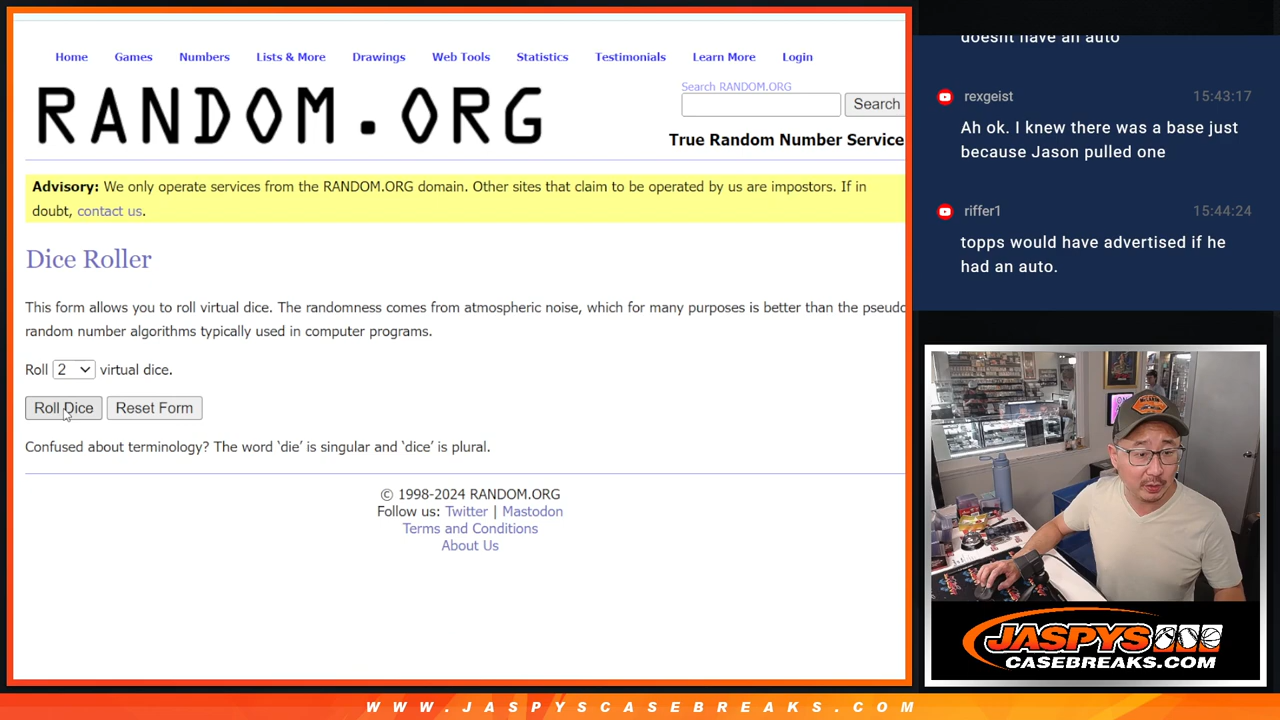 Home Games Numbers Lists & More Drawings Web Tools Statistics Testimonials Learn More Login
RANDOM.ORG
Search RANDOM.ORG
Search
True Random Number Service
Advisory: We only operate services from the RANDOM.ORG domain. Other sites that claim to be operated by us are impostors. If in
doubt, contact us.
Dice Roller
This form allows you to roll virtual dice. The randomness comes from atmospheric noise, which for many purposes is better than the pseudo
random number algorithms typically used in computer programs.
Roll 2 virtual dice.
Roll Dice Reset Form
Confused about terminology? The word ‘die’ is singular and ‘dice’ is plural.
© 1998-2024 RANDOM.ORG
Follow us: Twitter | Mastodon
Terms and Conditions
About Us
doesnt have an auto
rexgeist 15:43:17
Ah ok. I knew there was a base just
because Jason pulled one
riffer1 15:44:24
topps would have advertised if he
had an auto.
JASPYS
CASEBREAKS.COM
WWW.JASPYSCASEBREAKS.COM